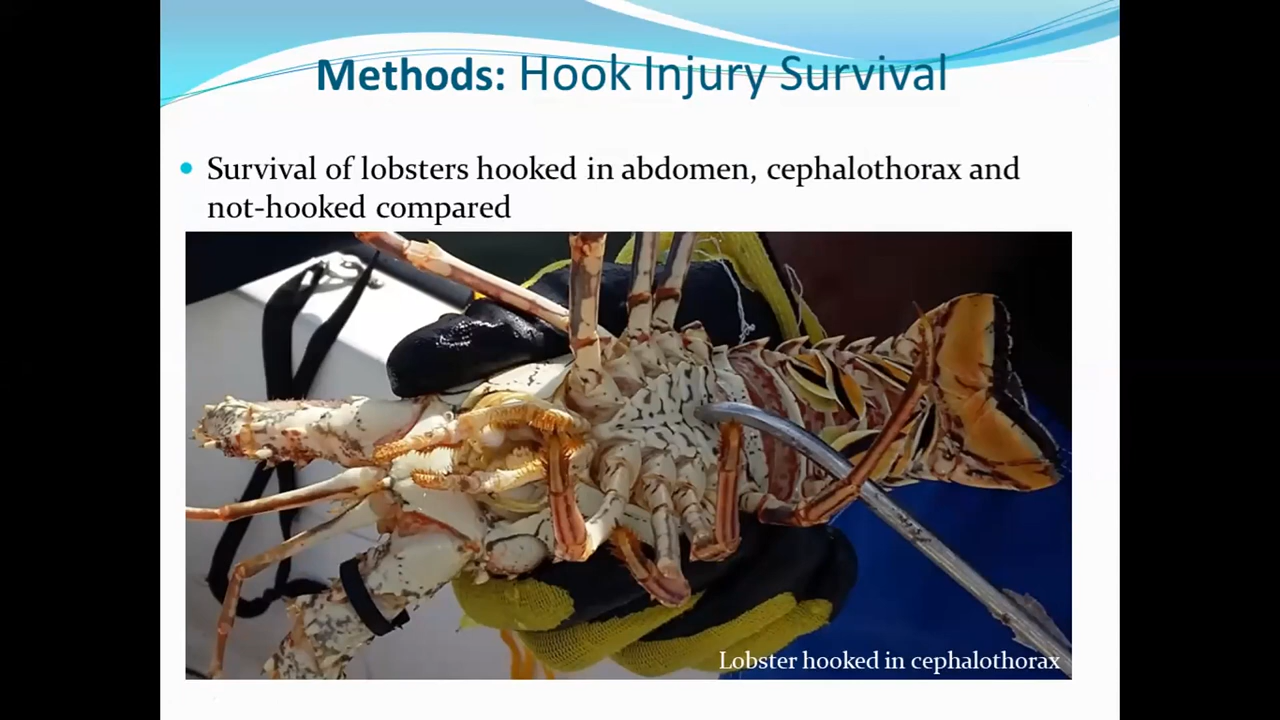 Methods: Hook Injury Survival
• Survival of lobsters hooked in abdomen, cephalothorax and
not-hooked compared
Lobster hooked in cephalothorax